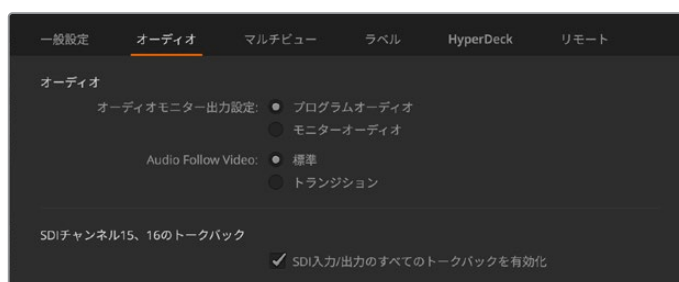 一般設定 オーディオ マルチビュー ラベル HyperDeck リモート
オーディオ
オーディオモニター出力設定: プログラムオーディオ
モニターオーディオ
Audio Follow Video: 標準
トランジション
SDIチャンネル15、16のトークバック
SDI入力/出力のすべてのトークバックを有効化